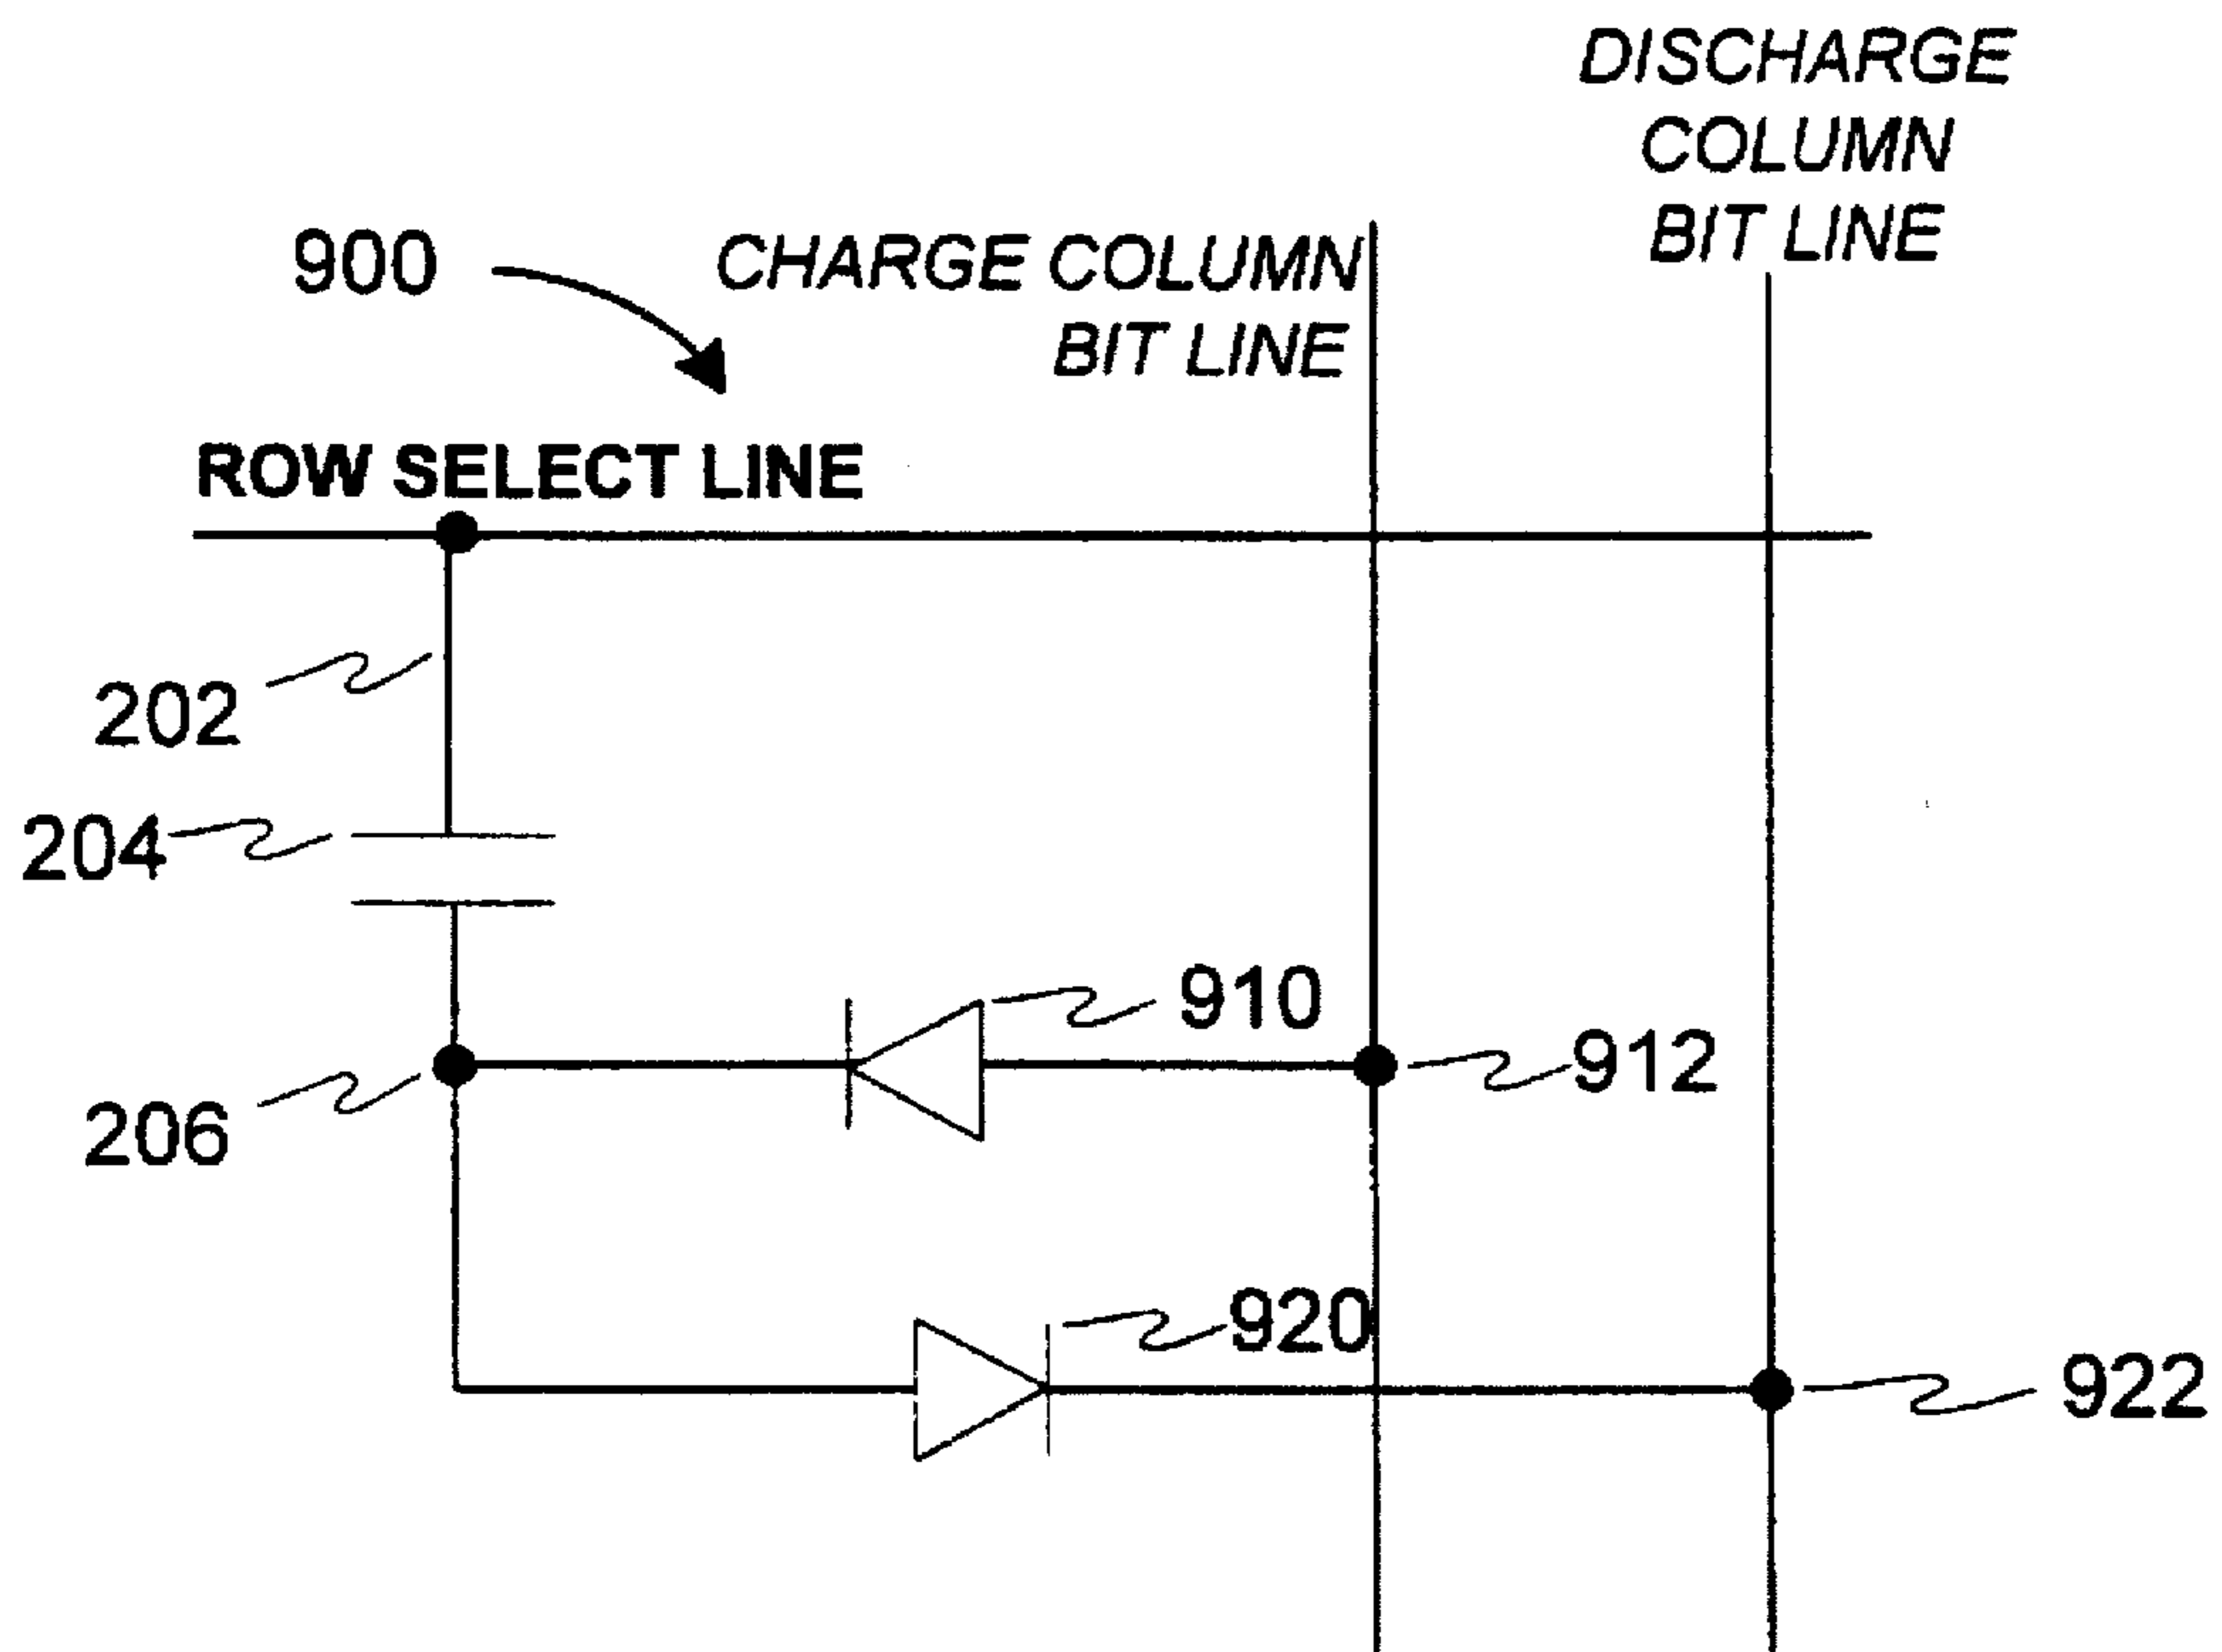 DISCHARGE
COLUMN
BIT LINE
900
CHARGE COLUMN
BIT LINE
ROW SELECT LINE
202
204
910
912
206
920
922